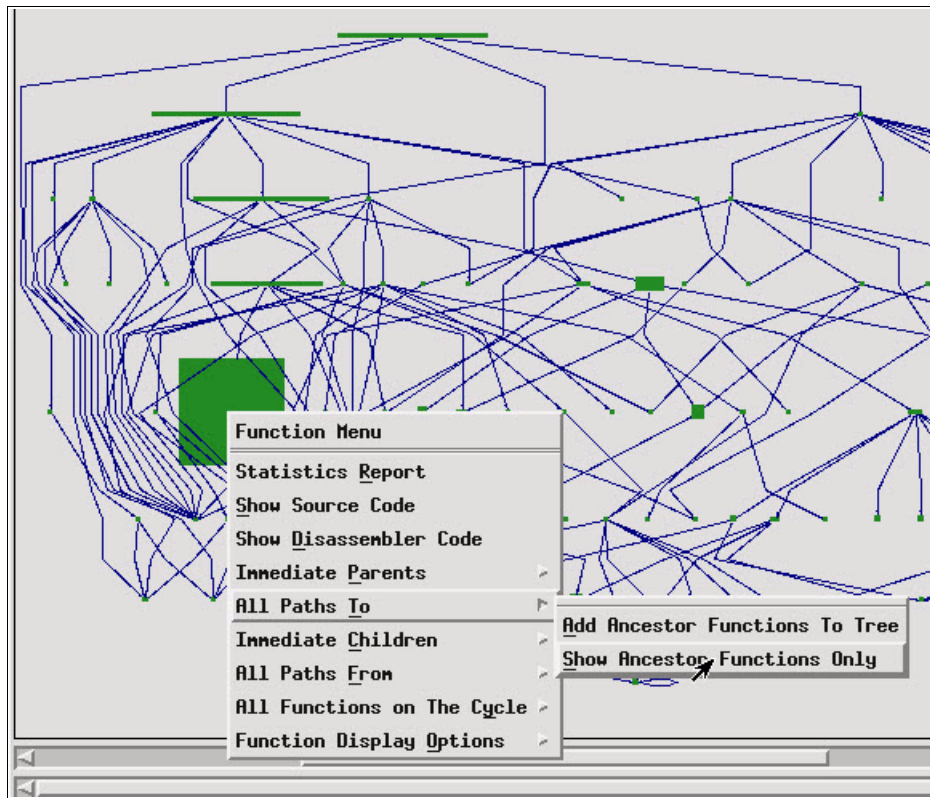 Function Menu
Statistics Report
Show Source Code
Show Disassembler Code
Immediate Parents
All Paths To
Immediate Children
All Paths From
All Functions on The Cycle
Function Display Options
Add Ancestor Functions To Tree
Show Ancestor Functions Only